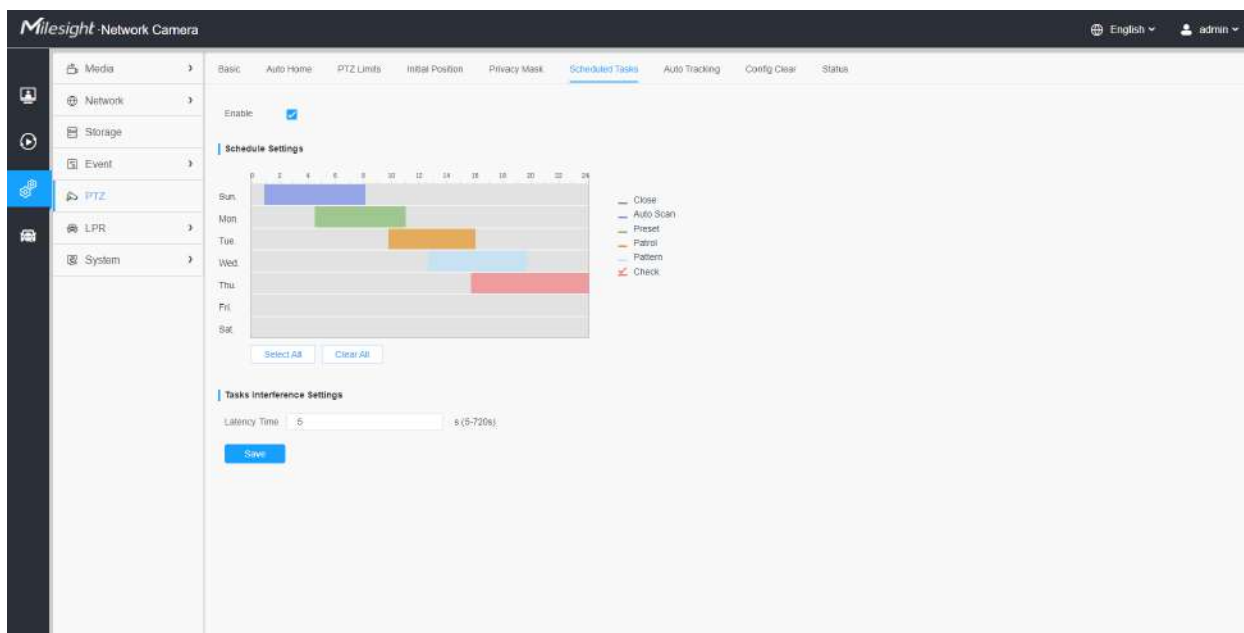 Milesight · Network Camera
English
admin
Media
Network
Storage
Event
PTZ
LPR
System
Basic Auto Home PTZ Limits Initial Position Privacy Mask Scheduled Tasks Auto Tracking Config Clear Status
Enable
Schedule Settings
0 2 4 6 8 10 12 14 16 18 20 22 24
Sun.
Mon.
Tue.
Wed.
Thu.
Fri.
Sat.
Close
Auto Scan
Preset
Patrol
Pattern
Check
Select All Clear All
Tasks Interference Settings
Latency Time 5 s (5-720s)
Save